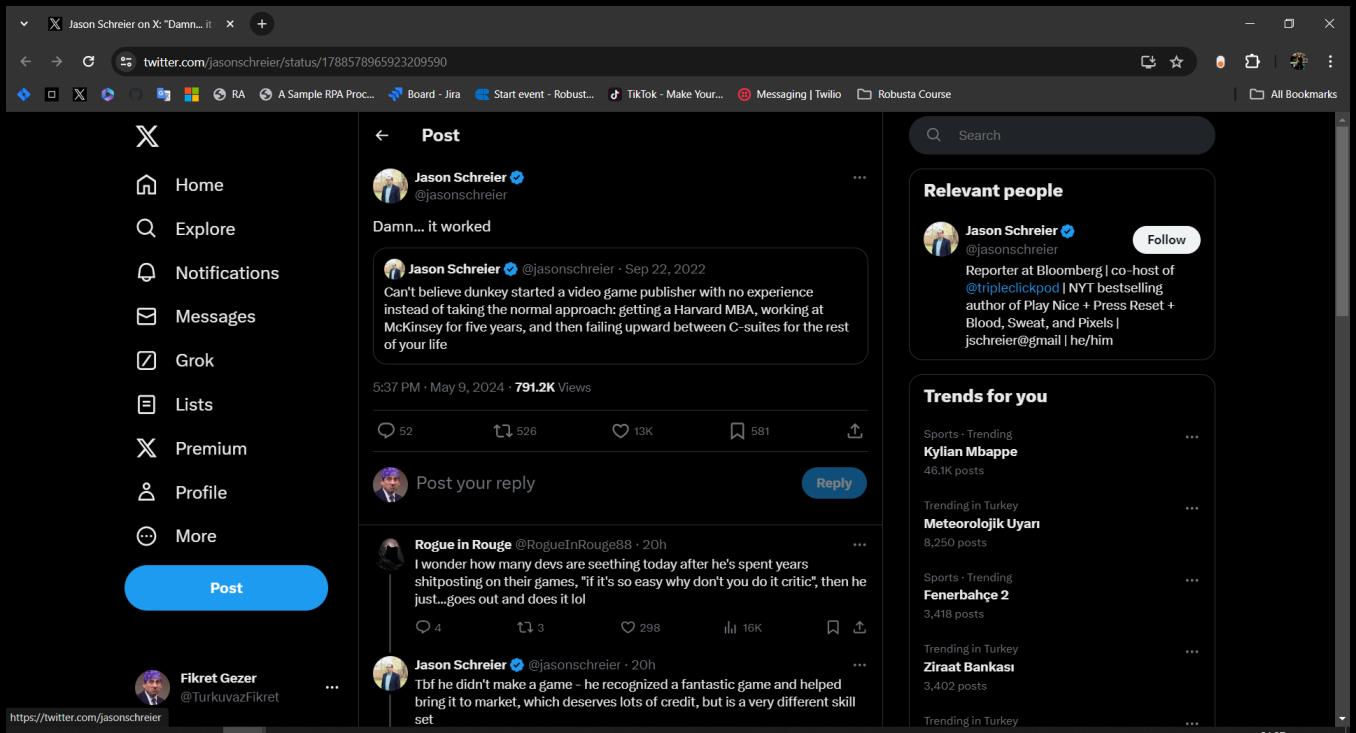 Jason Schreier on X: "Damn... it
twitter.com/jasonschreier/status/1788578965923209590
RA
A Sample RPA Proc...
Board - Jira
Start event - Robust...
TikTok - Make Your...
Messaging | Twilio
Robusta Course
All Bookmarks
Home
Explore
Notifications
Messages
Grok
Lists
Premium
Profile
More
Post
Fikret Gezer
@TurkuvazFikret
https://twitter.com/jasonschreier
Post
Jason Schreier
@jasonschreier
Damn... it worked
Jason Schreier @jasonschreier · Sep 22, 2022
Can't believe dunkey started a video game publisher with no experience
instead of taking the normal approach: getting a Harvard MBA, working at
McKinsey for five years, and then failing upward between C-suites for the rest
of your life
5:37 PM · May 9, 2024 · 791.2K Views
52 526 13K 581
Post your reply
Reply
Rogue in Rouge @RogueInRouge88 · 20h
I wonder how many devs are seething today after he's spent years
shitposting on their games, "if it's so easy why don't you do it critic", then he
just...goes out and does it lol
4 3 298 16K
Jason Schreier @jasonschreier · 20h
Tbf he didn't make a game - he recognized a fantastic game and helped
bring it to market, which deserves lots of credit, but is a very different skill
set
Search
Relevant people
Jason Schreier
@jasonschreier
Follow
Reporter at Bloomberg | co-host of
@tripleclickpod | NYT bestselling
author of Play Nice + Press Reset +
Blood, Sweat, and Pixels |
jschreier@gmail | he/him
Trends for you
Sports · Trending
Kylian Mbappe
46.1K posts
Trending in Turkey
Meteorolojik Uyarı
8,250 posts
Sports · Trending
Fenerbahçe 2
3,418 posts
Trending in Turkey
Ziraat Bankası
3,402 posts
Trending in Turkey